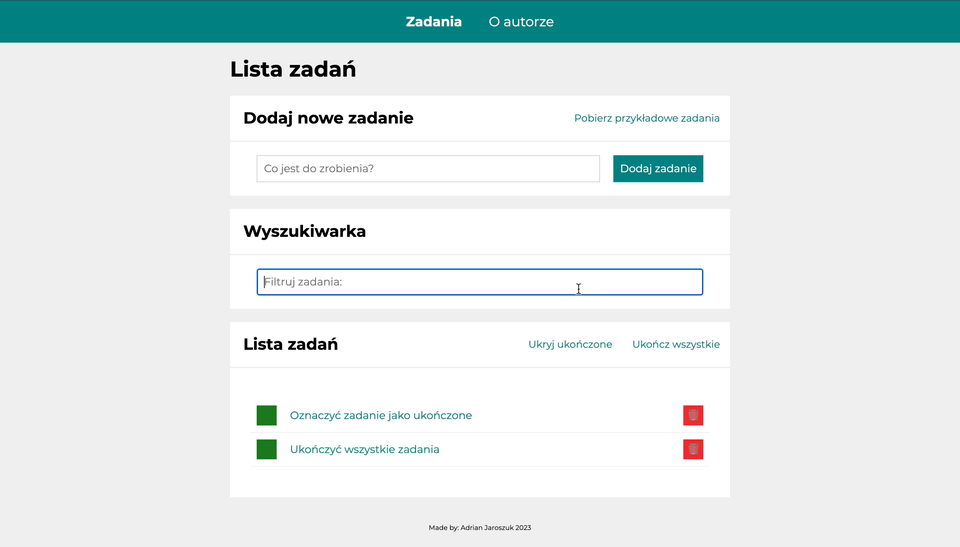 Zadania O autorze
Lista zadań
Dodaj nowe zadanie Pobierz przykładowe zadania
Co jest do zrobienia? Dodaj zadanie
Wyszukiwarka
Filtruj zadania:
Lista zadań Ukryj ukończone Ukończ wszystkie
Oznaczyć zadanie jako ukończone
Ukończyć wszystkie zadania
Made by: Adrian Jaroszuk 2023